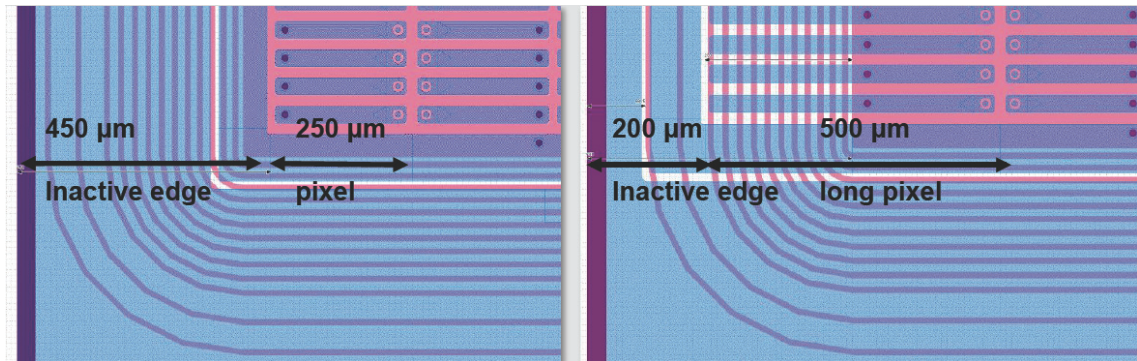 450 µm
250 µm
Inactive edge
pixel
200 µm
500 µm
Inactive edge
long pixel